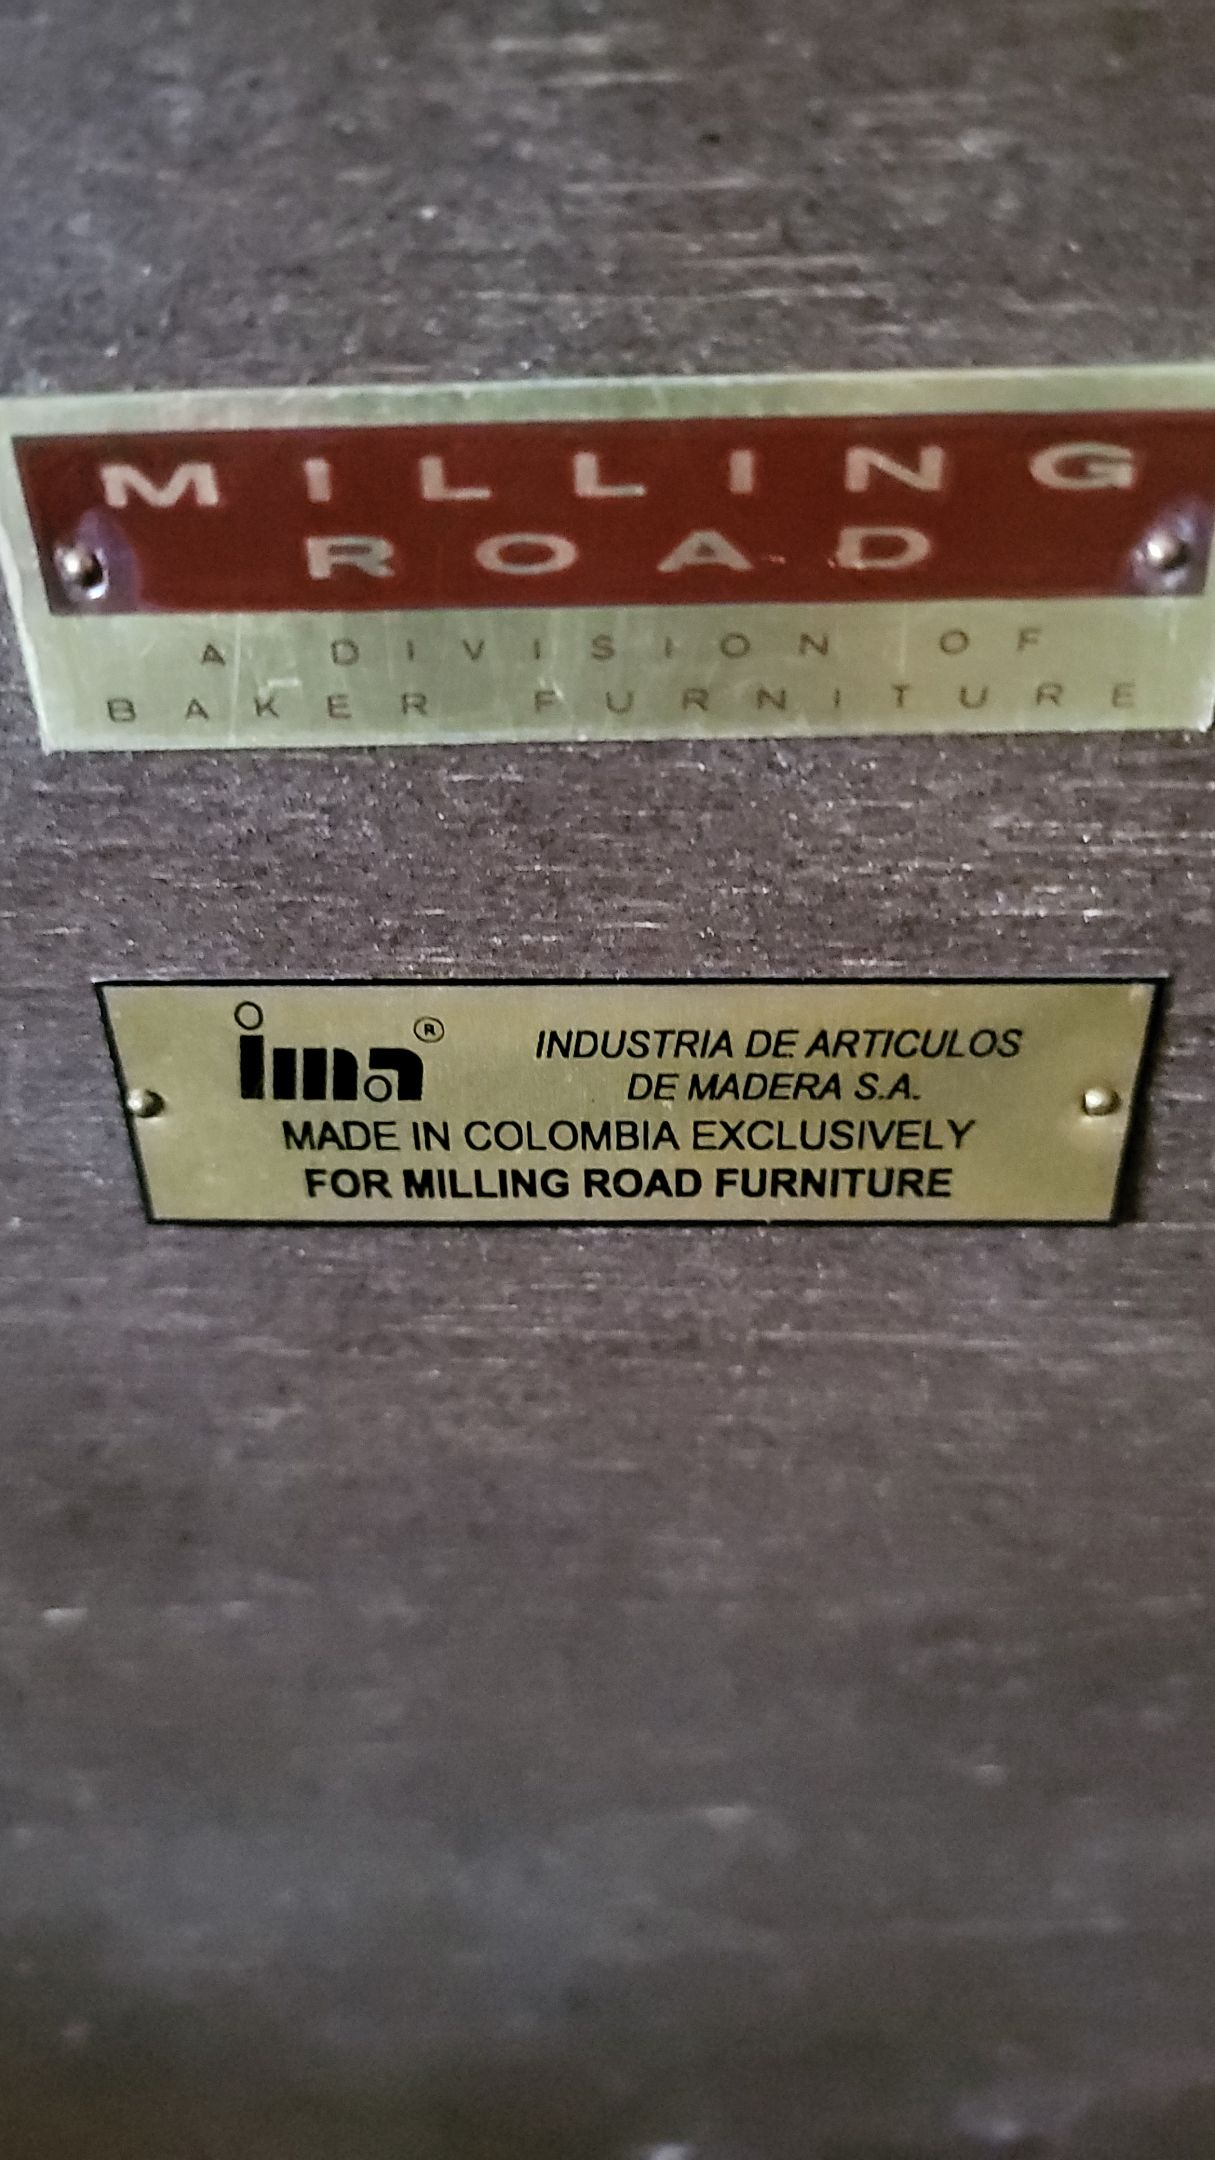 MILLING
ROAD
A DIVISION OF
BAKER FURNITURE
ima® INDUSTRIA DE ARTICULOS
DE MADERA S.A.
MADE IN COLOMBIA EXCLUSIVELY
FOR MILLING ROAD FURNITURE